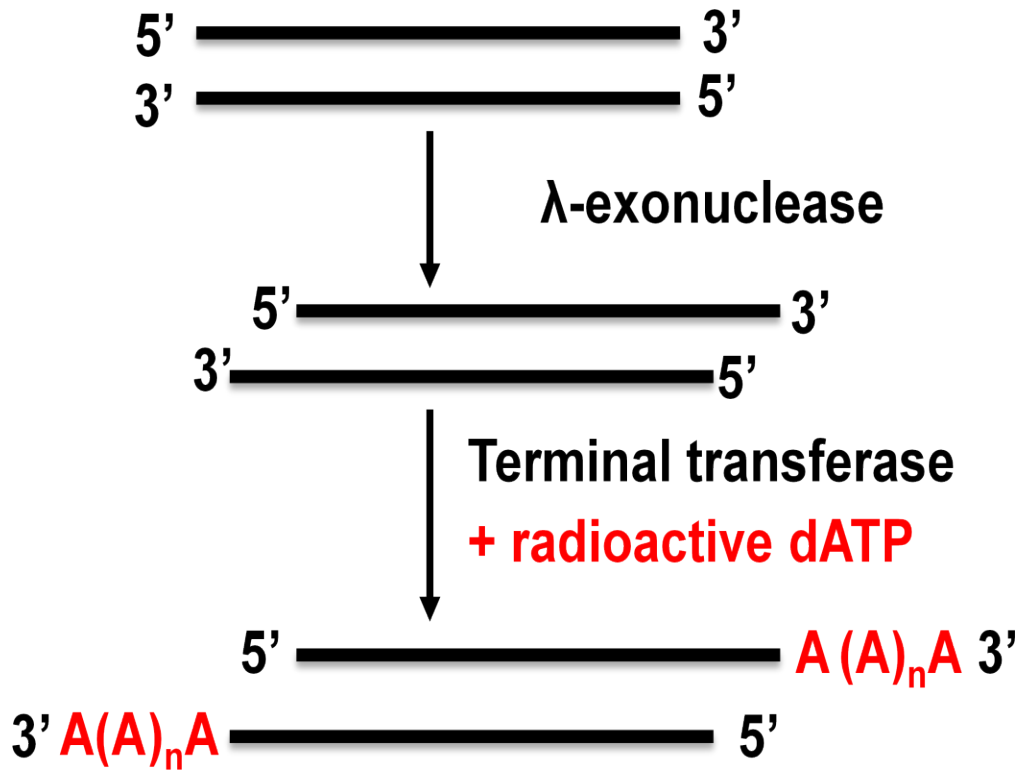 5’ 3’
3’ 5’
λ-exonuclease
5’ 3’
3’ 5’
Terminal transferase
+ radioactive dATP
5’ A (A)nA 3’
3’ A(A)nA 5’